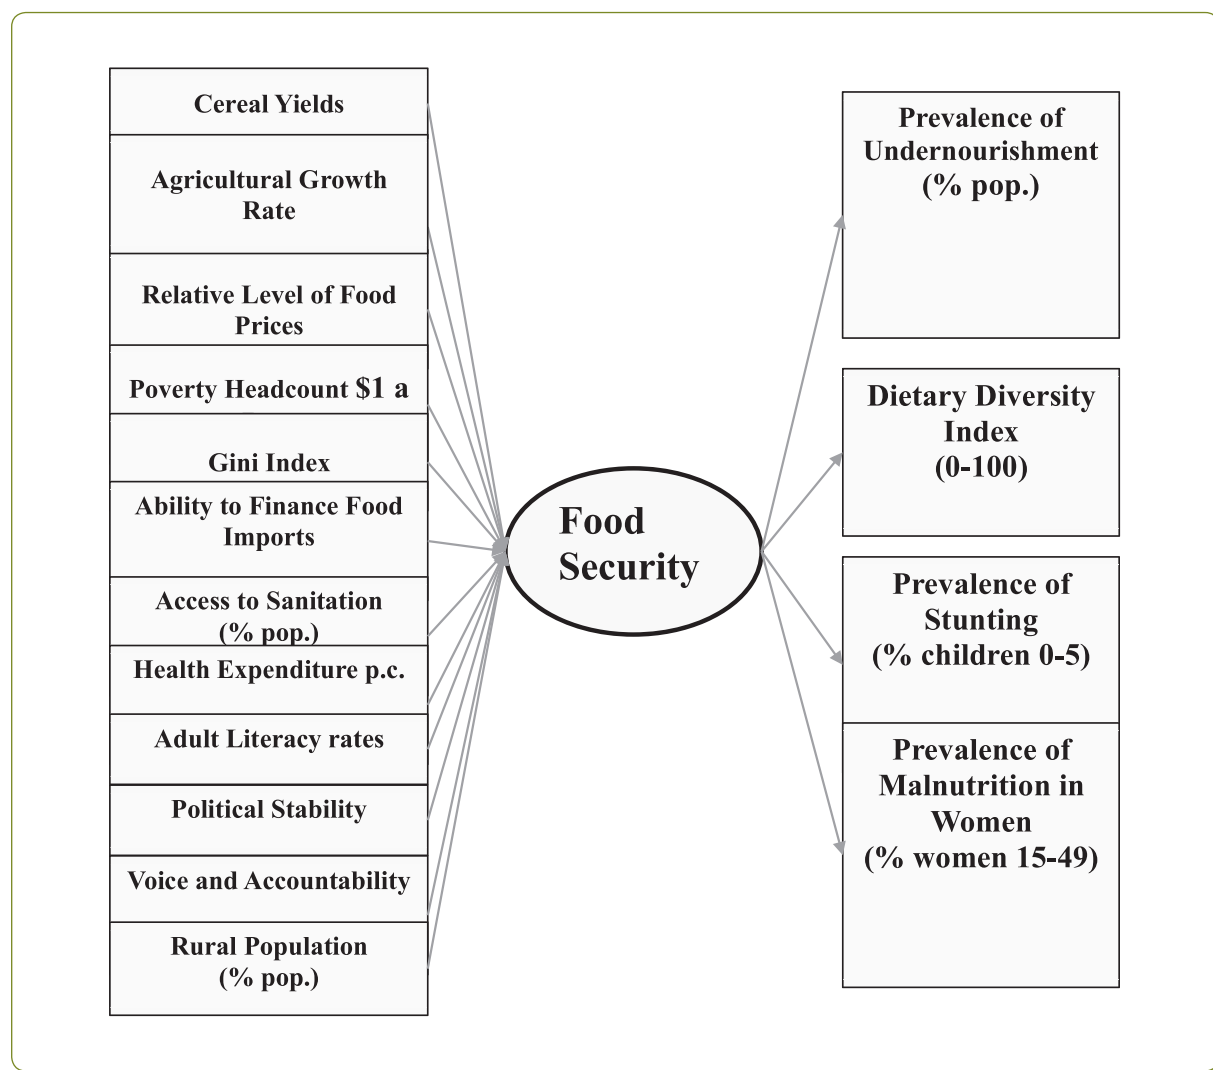 Cereal Yields
Agricultural Growth
Rate
Relative Level of Food
Prices
Poverty Headcount $1 a
Gini Index
Ability to Finance Food
Imports
Access to Sanitation
(% pop.)
Health Expenditure p.c.
Adult Literacy rates
Political Stability
Voice and Accountability
Rural Population
(% pop.)
Food
Security
Prevalence of
Undernourishment
(% pop.)
Dietary Diversity
Index
(0-100)
Prevalence of
Stunting
(% children 0-5)
Prevalence of
Malnutrition in
Women
(% women 15-49)